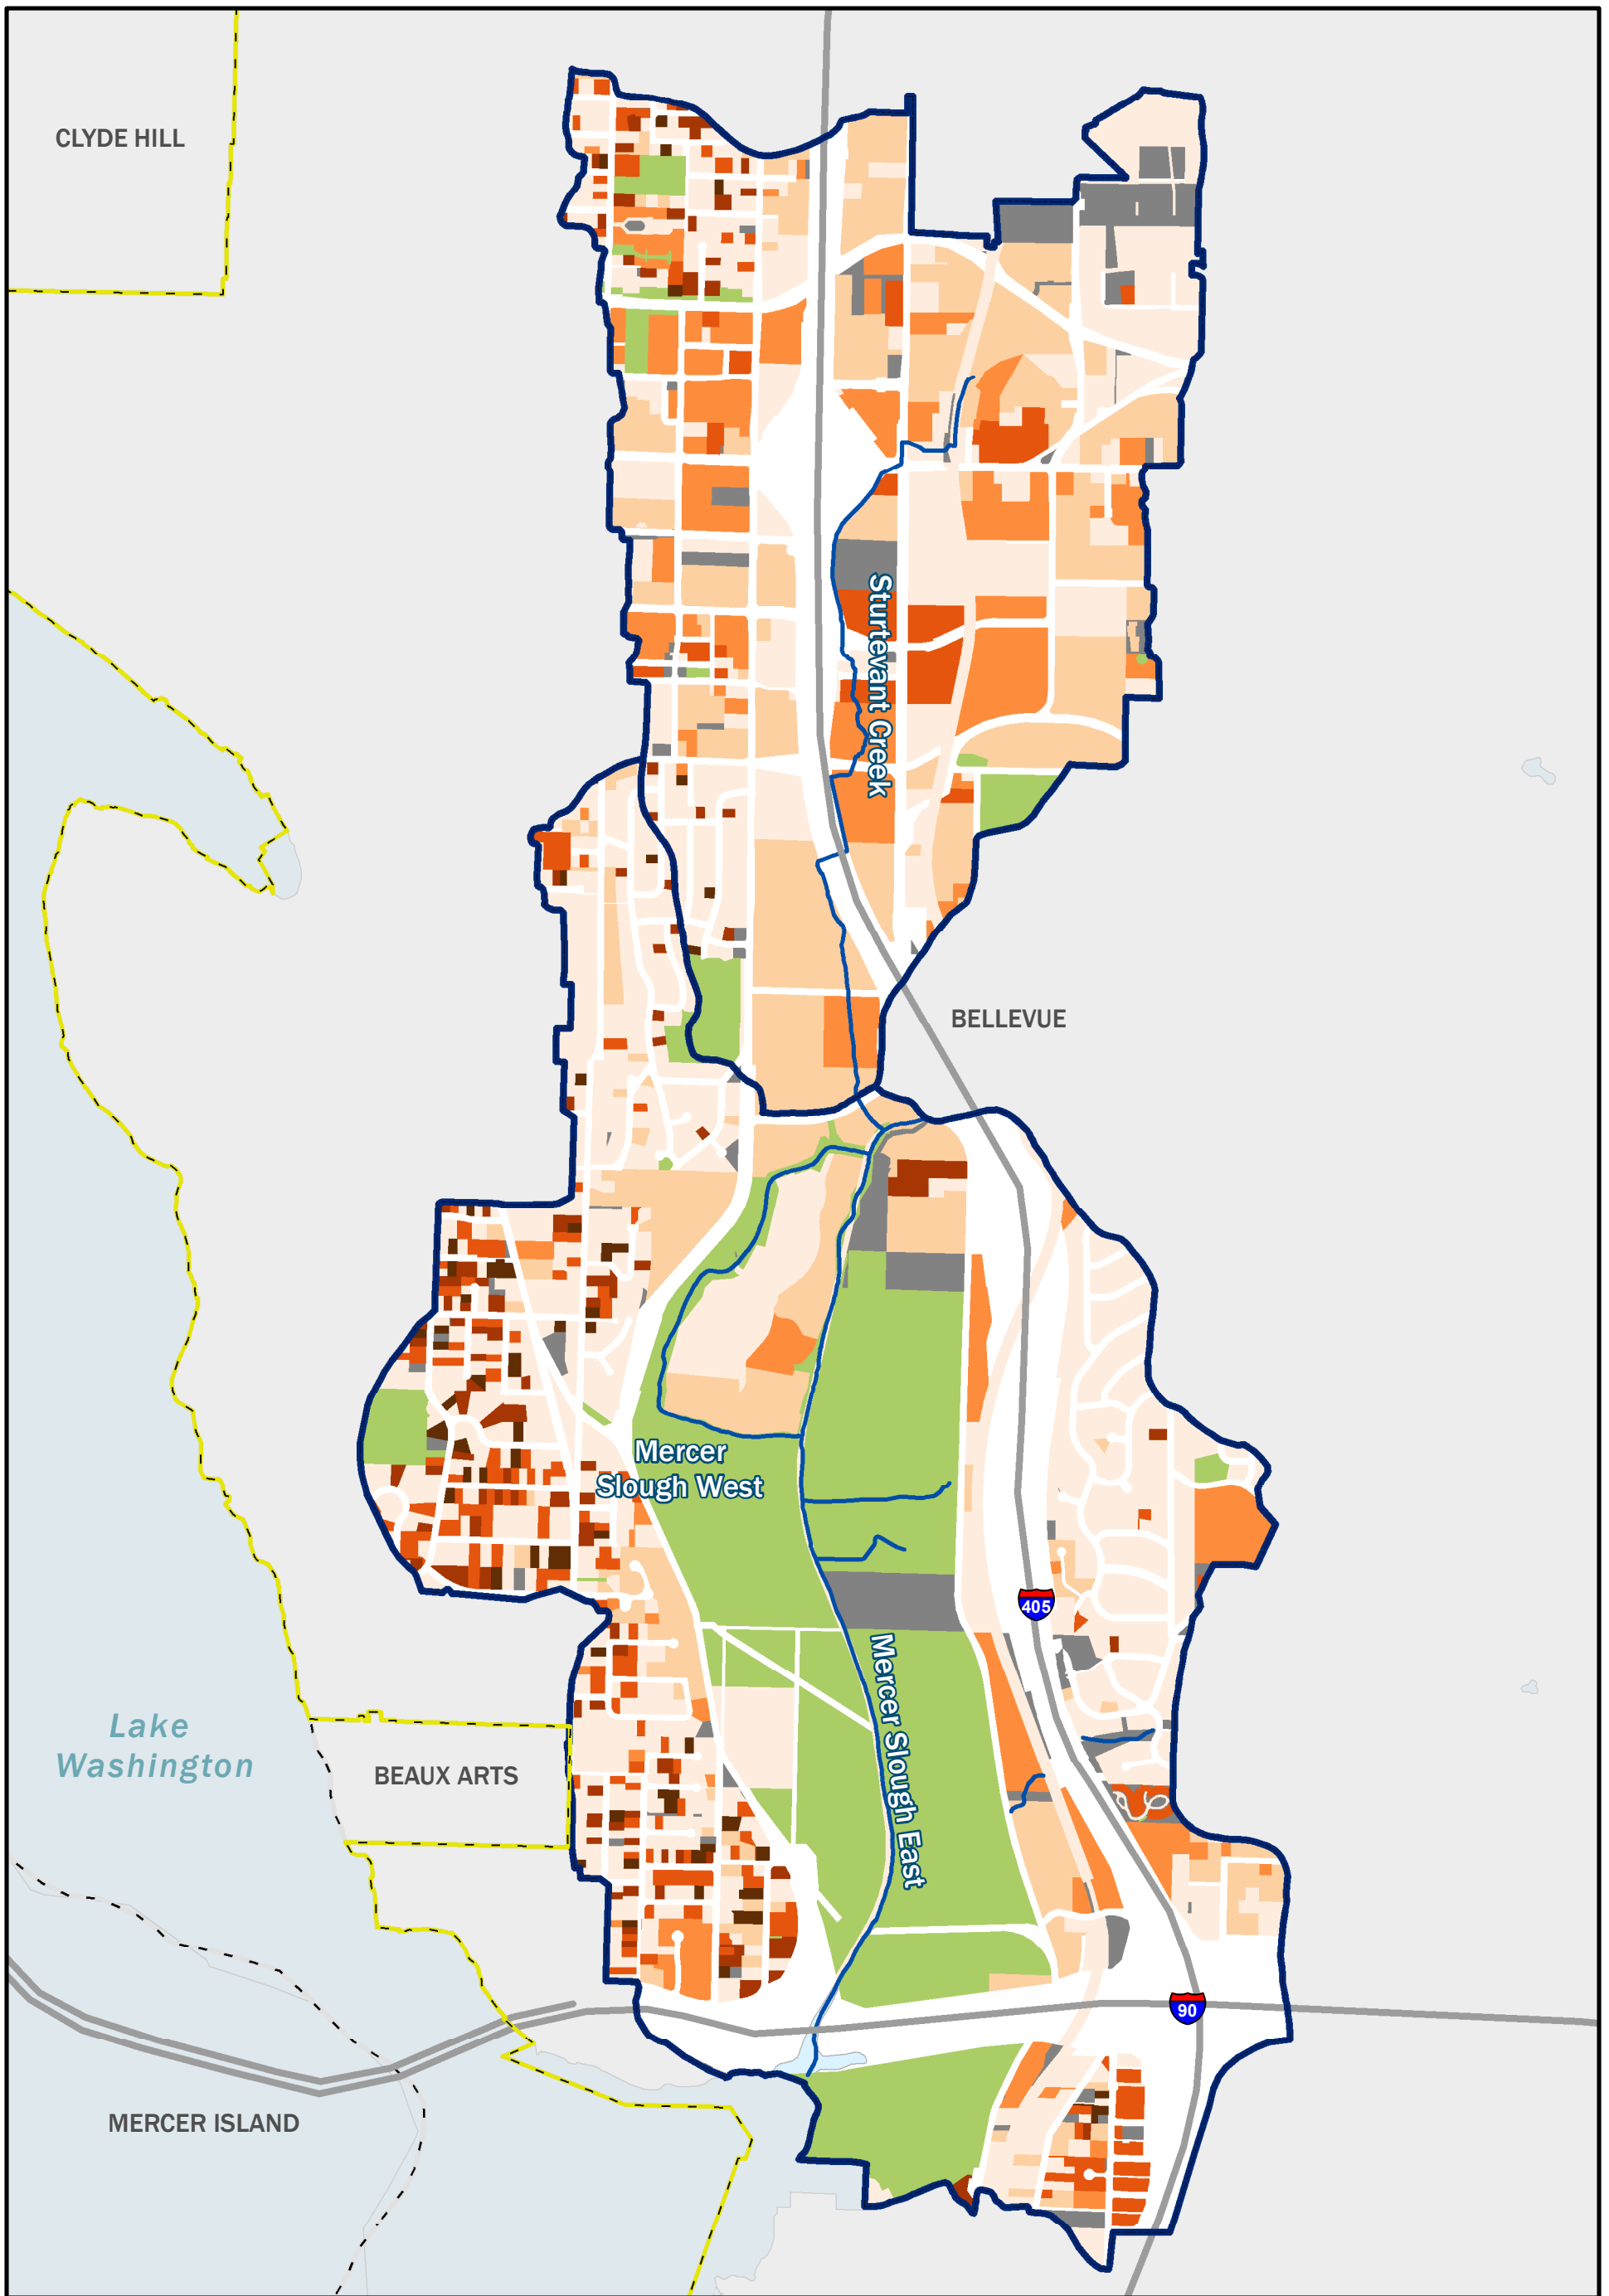 CLYDE HILL
Sturtevant Creek
BELLEVUE
Mercer
Slough West
405
Mercer Slough East
Lake
Washington
BEAUX ARTS
90
MERCER ISLAND